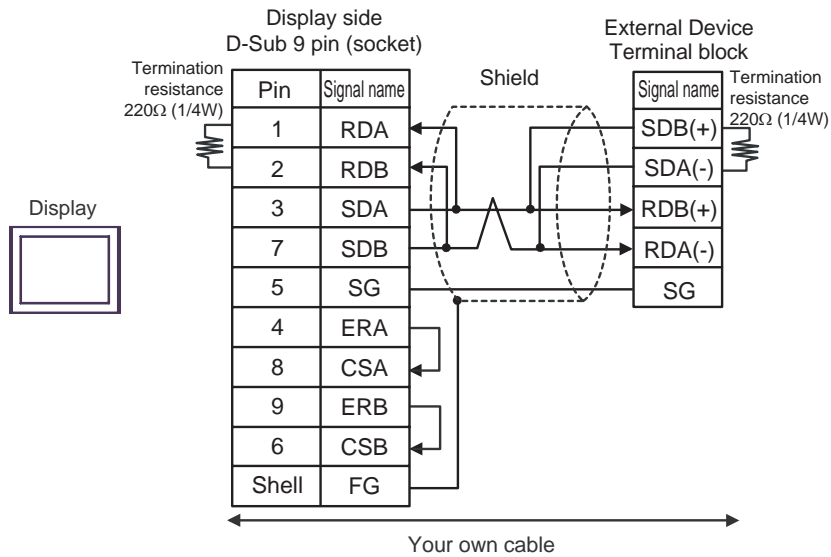 Display side
D-Sub 9 pin (socket)
External Device
Terminal block
Termination
resistance
220Ω (1/4W)
Shield
Termination
resistance
220Ω (1/4W)
Pin Signal name
1 RDA
2 RDB
3 SDA
7 SDB
5 SG
4 ERA
8 CSA
9 ERB
6 CSB
Shell FG
Signal name
SDB(+)
SDA(-)
RDB(+)
RDA(-)
SG
Display
Your own cable